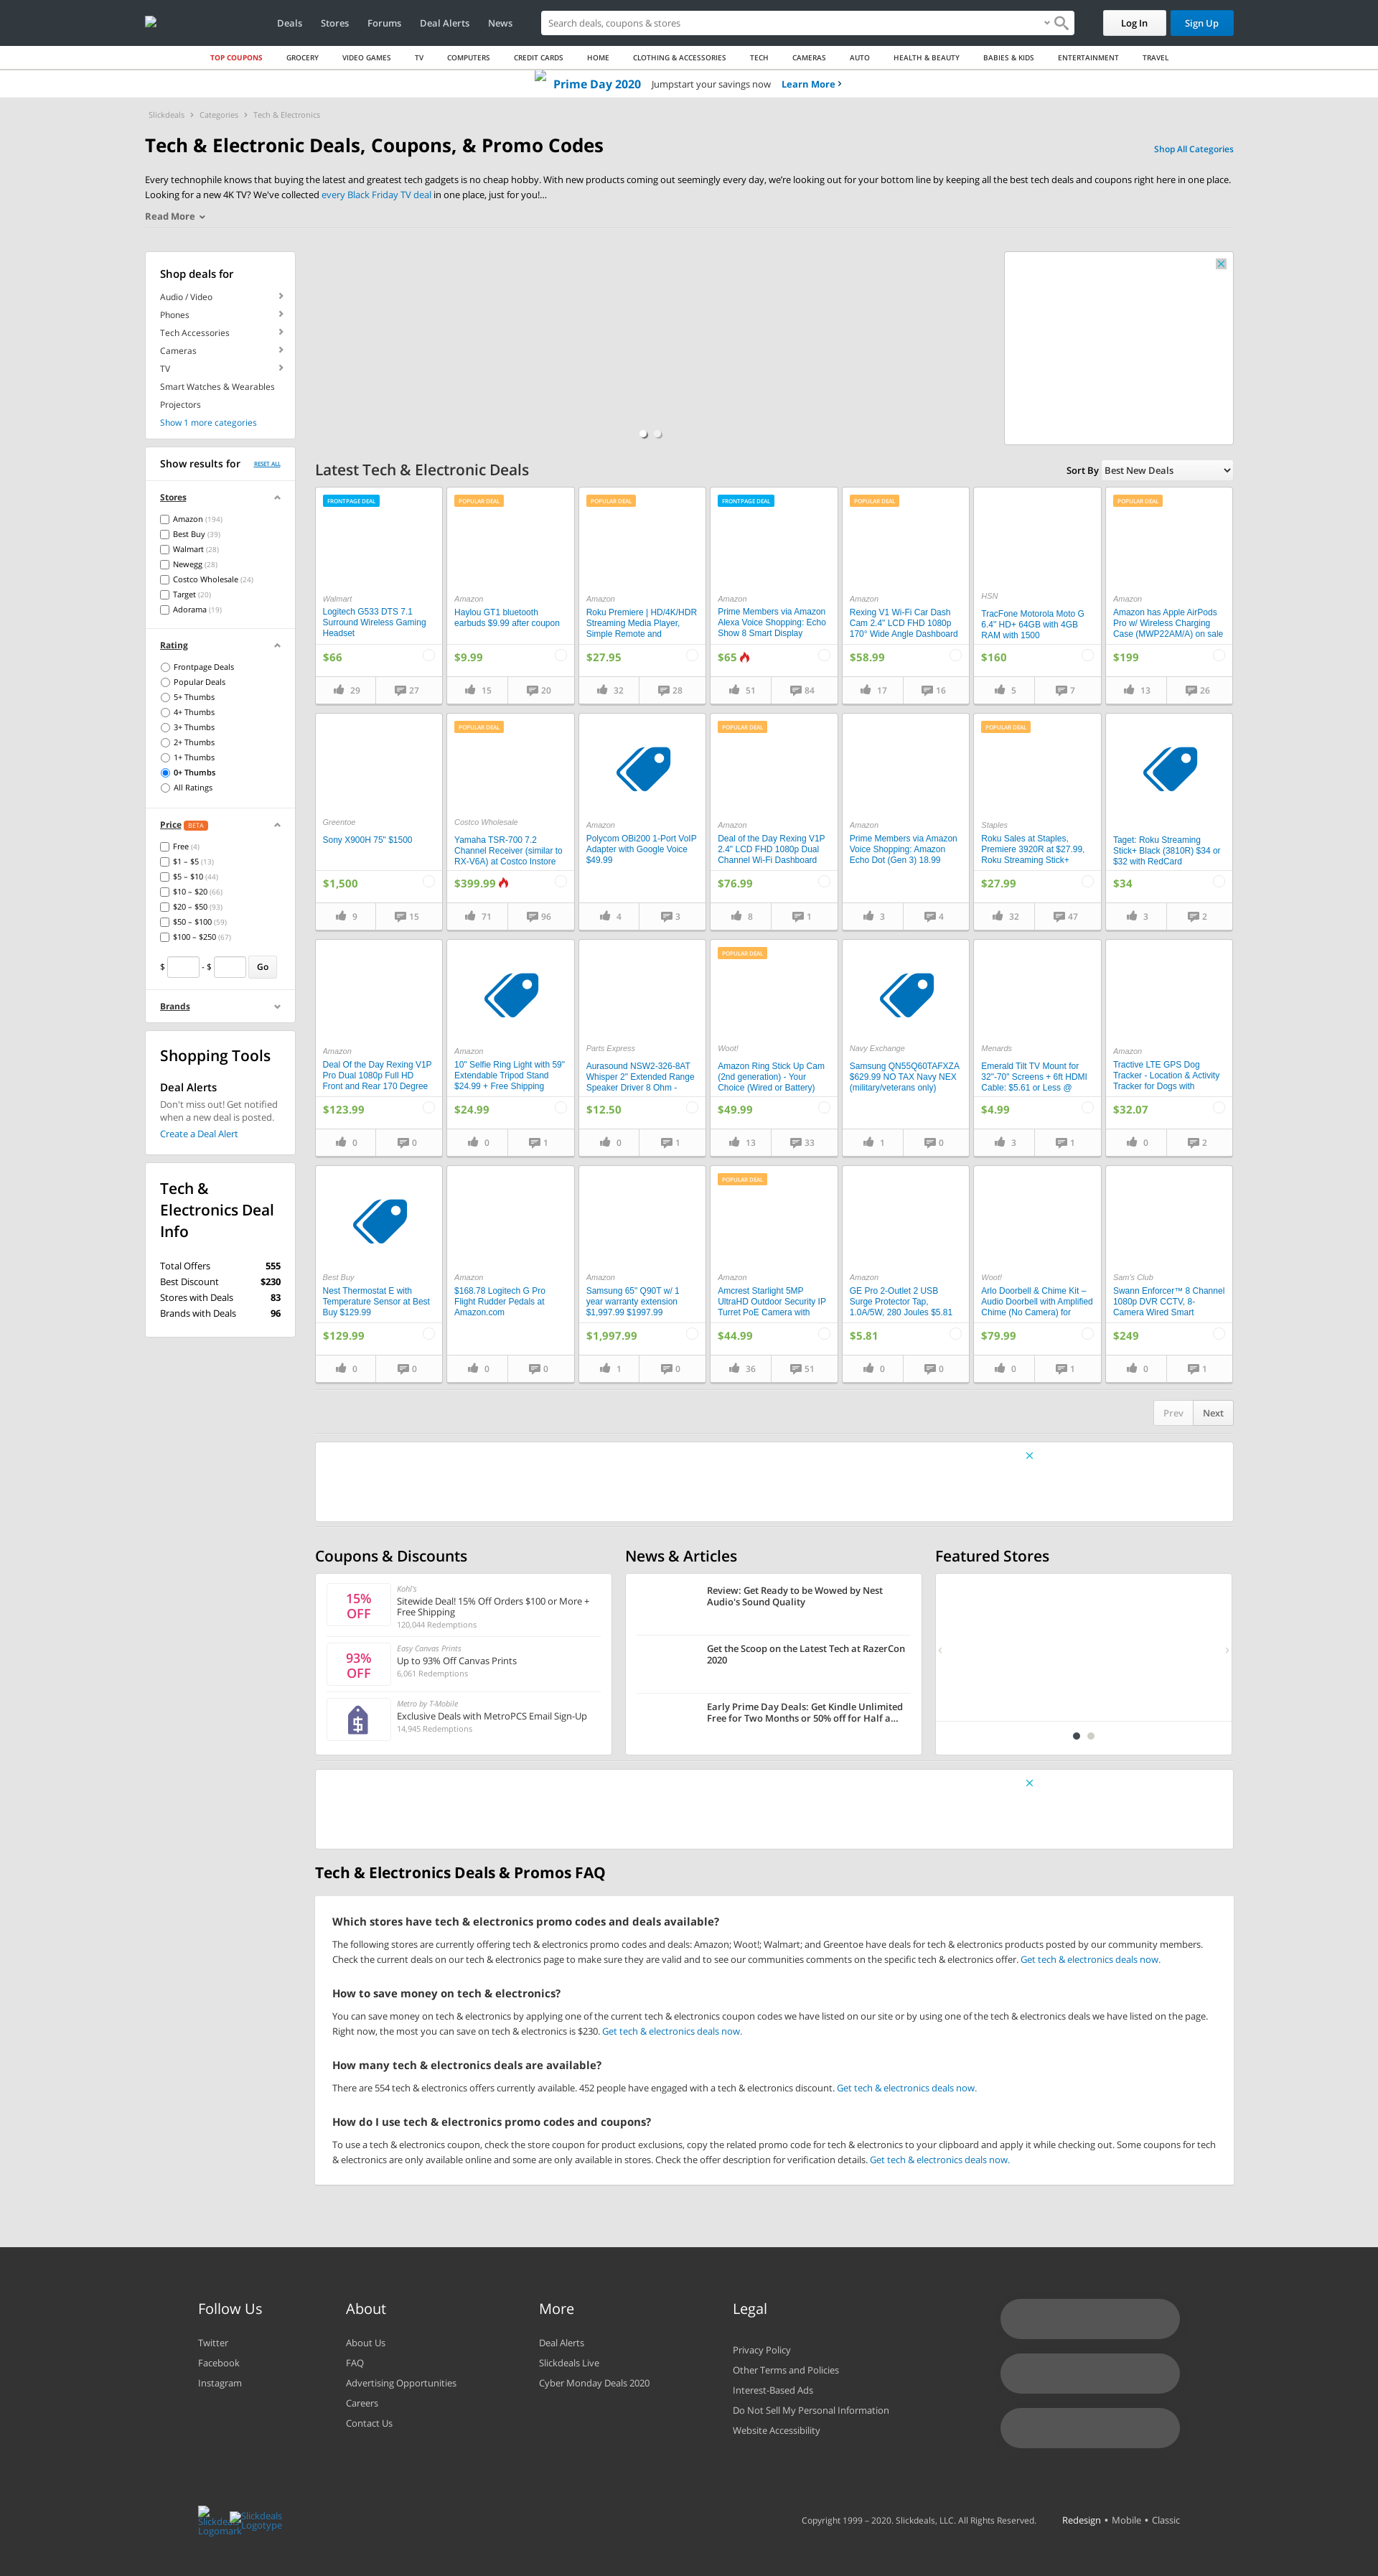 Deals Stores Forums Deal Alerts News
Search deals, coupons & stores
Log In
Sign Up
TOP COUPONS GROCERY VIDEO GAMES TV COMPUTERS CREDIT CARDS HOME CLOTHING & ACCESSORIES TECH CAMERAS AUTO HEALTH & BEAUTY BABIES & KIDS ENTERTAINMENT TRAVEL
Prime Day 2020 Jumpstart your savings now Learn More
Slickdeals Categories Tech & Electronics
Tech & Electronic Deals, Coupons, & Promo Codes
Shop All Categories
Every technophile knows that buying the latest and greatest tech gadgets is no cheap hobby. With new products coming out seemingly every day, we're looking out for your bottom line by keeping all the best tech deals and coupons right here in one place.
Looking for a new 4K TV? We've collected every Black Friday TV deal in one place, just for you!...
Read More
Shop deals for
Audio / Video
Phones
Tech Accessories
Cameras
TV
Smart Watches & Wearables
Projectors
Show 1 more categories
Show results for RESET ALL
Stores
Amazon (194)
Best Buy (39)
Walmart (28)
Newegg (28)
Costco Wholesale (24)
Target (20)
Adorama (19)
Rating
Frontpage Deals
Popular Deals
5+ Thumbs
4+ Thumbs
3+ Thumbs
2+ Thumbs
1+ Thumbs
0+ Thumbs
All Ratings
Price BETA
Free (4)
$1 – $5 (13)
$5 – $10 (44)
$10 – $20 (66)
$20 – $50 (93)
$50 – $100 (59)
$100 – $250 (67)
$ - $ Go
Brands
Shopping Tools
Deal Alerts
Don't miss out! Get notified
when a new deal is posted.
Create a Deal Alert
Tech &
Electronics Deal
Info
Total Offers 555
Best Discount $230
Stores with Deals 83
Brands with Deals 96
Latest Tech & Electronic Deals
Sort By Best New Deals
FRONTPAGE DEAL
Walmart
Logitech G533 DTS 7.1
Surround Wireless Gaming
Headset
$66
29 27
POPULAR DEAL
Amazon
Haylou GT1 bluetooth
earbuds $9.99 after coupon
$9.99
15 20
POPULAR DEAL
Amazon
Roku Premiere | HD/4K/HDR
Streaming Media Player,
Simple Remote and
$27.95
32 28
FRONTPAGE DEAL
Amazon
Prime Members via Amazon
Alexa Voice Shopping: Echo
Show 8 Smart Display
$65
51 84
POPULAR DEAL
Amazon
Rexing V1 Wi-Fi Car Dash
Cam 2.4" LCD FHD 1080p
170° Wide Angle Dashboard
$58.99
17 16
HSN
TracFone Motorola Moto G
6.4" HD+ 64GB with 4GB
RAM with 1500
$160
5 7
POPULAR DEAL
Amazon
Amazon has Apple AirPods
Pro w/ Wireless Charging
Case (MWP22AM/A) on sale
$199
13 26
Greentoe
Sony X900H 75" $1500
$1,500
9 15
POPULAR DEAL
Costco Wholesale
Yamaha TSR-700 7.2
Channel Receiver (similar to
RX-V6A) at Costco Instore
$399.99
71 96
Amazon
Polycom OBi200 1-Port VoIP
Adapter with Google Voice
$49.99
4 3
POPULAR DEAL
Amazon
Deal of the Day Rexing V1P
2.4" LCD FHD 1080p Dual
Channel Wi-Fi Dashboard
$76.99
8 1
Amazon
Prime Members via Amazon
Voice Shopping: Amazon
Echo Dot (Gen 3) 18.99
3 4
POPULAR DEAL
Staples
Roku Sales at Staples,
Premiere 3920R at $27.99,
Roku Streaming Stick+
$27.99
32 47
Taget: Roku Streaming
Stick+ Black (3810R) $34 or
$32 with RedCard
$34
3 2
Amazon
Deal Of the Day Rexing V1P
Pro Dual 1080p Full HD
Front and Rear 170 Degree
$123.99
0 0
Amazon
10" Selfie Ring Light with 59"
Extendable Tripod Stand
$24.99 + Free Shipping
$24.99
0 1
Parts Express
Aurasound NSW2-326-8AT
Whisper 2" Extended Range
Speaker Driver 8 Ohm -
$12.50
0 1
POPULAR DEAL
Woot!
Amazon Ring Stick Up Cam
(2nd generation) - Your
Choice (Wired or Battery)
$49.99
13 33
Navy Exchange
Samsung QN55Q60TAFXZA
$629.99 NO TAX Navy NEX
(military/veterans only)
1 0
Menards
Emerald Tilt TV Mount for
32"-70" Screens + 6ft HDMI
Cable: $5.61 or Less @
$4.99
3 1
Amazon
Tractive LTE GPS Dog
Tracker - Location & Activity
Tracker for Dogs with
$32.07
0 2
Best Buy
Nest Thermostat E with
Temperature Sensor at Best
Buy $129.99
$129.99
0 0
Amazon
$168.78 Logitech G Pro
Flight Rudder Pedals at
Amazon.com
0 0
Amazon
Samsung 65" Q90T w/ 1
year warranty extension
$1,997.99 $1997.99
$1,997.99
1 0
POPULAR DEAL
Amazon
Amcrest Starlight 5MP
UltraHD Outdoor Security IP
Turret PoE Camera with
$44.99
36 51
Amazon
GE Pro 2-Outlet 2 USB
Surge Protector Tap,
1.0A/5W, 280 Joules $5.81
$5.81
0 0
Woot!
Arlo Doorbell & Chime Kit –
Audio Doorbell with Amplified
Chime (No Camera) for
$79.99
0 1
Sam's Club
Swann Enforcer™ 8 Channel
1080p DVR CCTV, 8-
Camera Wired Smart
$249
0 1
Prev Next
Coupons & Discounts
15%
OFF
Kohl's
Sitewide Deal! 15% Off Orders $100 or More +
Free Shipping
120,044 Redemptions
93%
OFF
Easy Canvas Prints
Up to 93% Off Canvas Prints
6,061 Redemptions
Metro by T-Mobile
Exclusive Deals with MetroPCS Email Sign-Up
14,945 Redemptions
News & Articles
Review: Get Ready to be Wowed by Nest
Audio's Sound Quality
Get the Scoop on the Latest Tech at RazerCon
2020
Early Prime Day Deals: Get Kindle Unlimited
Free for Two Months or 50% off for Half a...
Featured Stores
Tech & Electronics Deals & Promos FAQ
Which stores have tech & electronics promo codes and deals available?
The following stores are currently offering tech & electronics promo codes and deals: Amazon; Woot!; Walmart; and Greentoe have deals for tech & electronics products posted by our community members.
Check the current deals on our tech & electronics page to make sure they are valid and to see our communities comments on the specific tech & electronics offer. Get tech & electronics deals now.
How to save money on tech & electronics?
You can save money on tech & electronics by applying one of the current tech & electronics coupon codes we have listed on our site or by using one of the tech & electronics deals we have listed on the page.
Right now, the most you can save on tech & electronics is $230. Get tech & electronics deals now.
How many tech & electronics deals are available?
There are 554 tech & electronics offers currently available. 452 people have engaged with a tech & electronics discount. Get tech & electronics deals now.
How do I use tech & electronics promo codes and coupons?
To use a tech & electronics coupon, check the store coupon for product exclusions, copy the related promo code for tech & electronics to your clipboard and apply it while checking out. Some coupons for tech
& electronics are only available online and some are only available in stores. Check the offer description for verification details. Get tech & electronics deals now.
Follow Us
Twitter
Facebook
Instagram
About
About Us
FAQ
Advertising Opportunities
Careers
Contact Us
More
Deal Alerts
Slickdeals Live
Cyber Monday Deals 2020
Legal
Privacy Policy
Other Terms and Policies
Interest-Based Ads
Do Not Sell My Personal Information
Website Accessibility
Slickdeals
Logomark
Slickdeals
Logotype
Copyright 1999 – 2020. Slickdeals, LLC. All Rights Reserved.
Redesign • Mobile • Classic